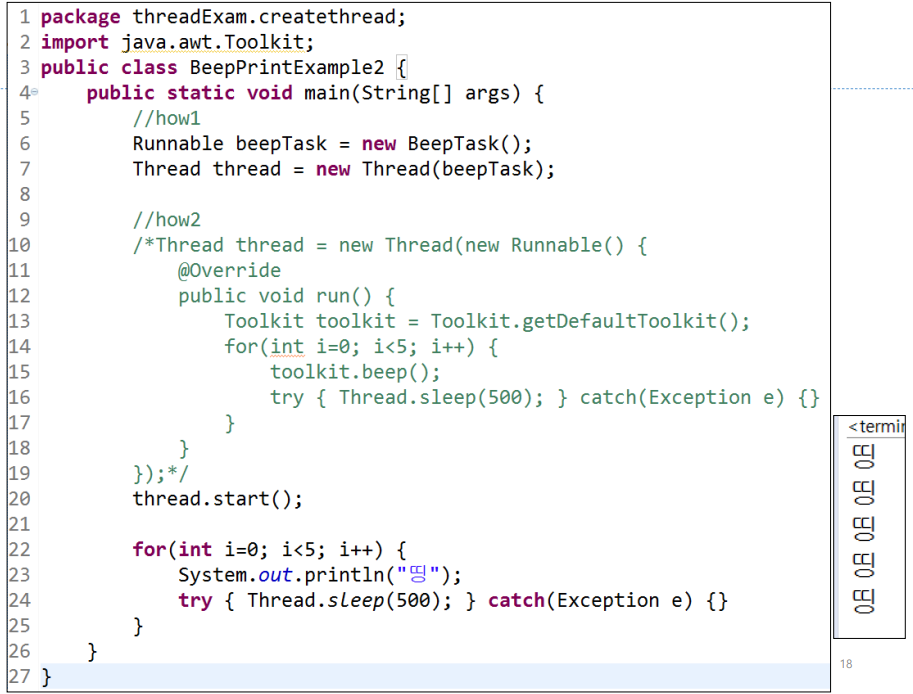 1 package threadExam.createthread;
2 import java.awt.Toolkit;
3 public class BeepPrintExample2 {
4     public static void main(String[] args) {
5         //how1
6         Runnable beepTask = new BeepTask();
7         Thread thread = new Thread(beepTask);
8
9         //how2
10         /*Thread thread = new Thread(new Runnable() {
11             @Override
12             public void run() {
13                 Toolkit toolkit = Toolkit.getDefaultToolkit();
14                 for(int i=0; i<5; i++) {
15                     toolkit.beep();
16                     try { Thread.sleep(500); } catch(Exception e) {}
17                 }
18             }
19         });*/
20         thread.start();
21
22         for(int i=0; i<5; i++) {
23             System.out.println("띵");
24             try { Thread.sleep(500); } catch(Exception e) {}
25         }
26     }
27 }
<termin
띵
띵
띵
띵
띵
18